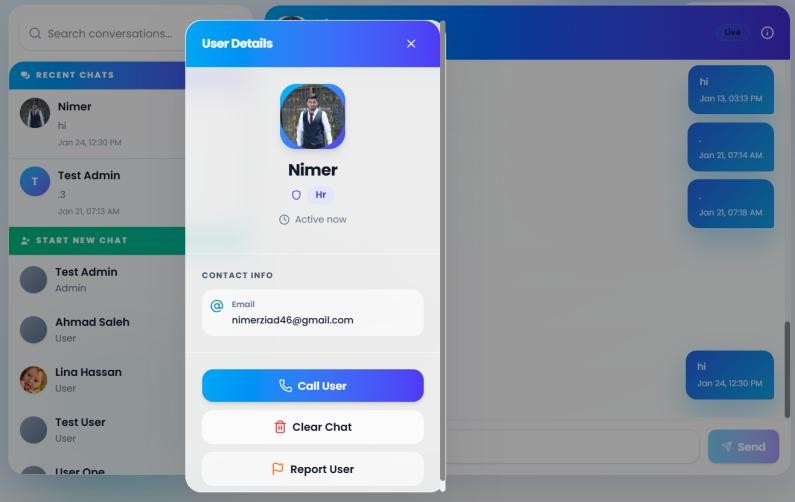 Search conversations...
RECENT CHATS
Nimer
hi
Jan 24, 12:30 PM
T
Test Admin
.3
Jan 21, 07:13 AM
START NEW CHAT
Test Admin
Admin
Ahmad Saleh
User
Lina Hassan
User
Test User
User
User One
User Details
Nimer
Hr
Active now
CONTACT INFO
Email
nimerziad46@gmail.com
Call User
Clear Chat
Report User
Live
hi
Jan 13, 03:13 PM
.
Jan 21, 07:14 AM
.
Jan 21, 07:18 AM
hi
Jan 24, 12:30 PM
Send